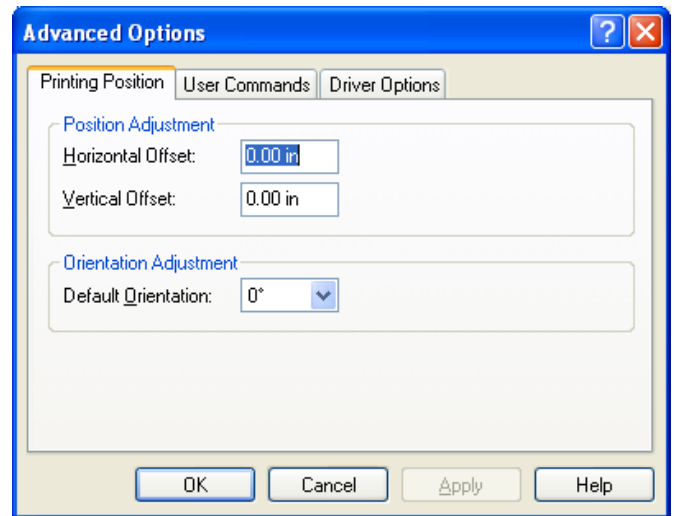 Advanced Options
Printing Position User Commands Driver Options
Position Adjustment
Horizontal Offset: 0.00 in
Vertical Offset: 0.00 in
Orientation Adjustment
Default Orientation: 0°
OK Cancel Apply Help